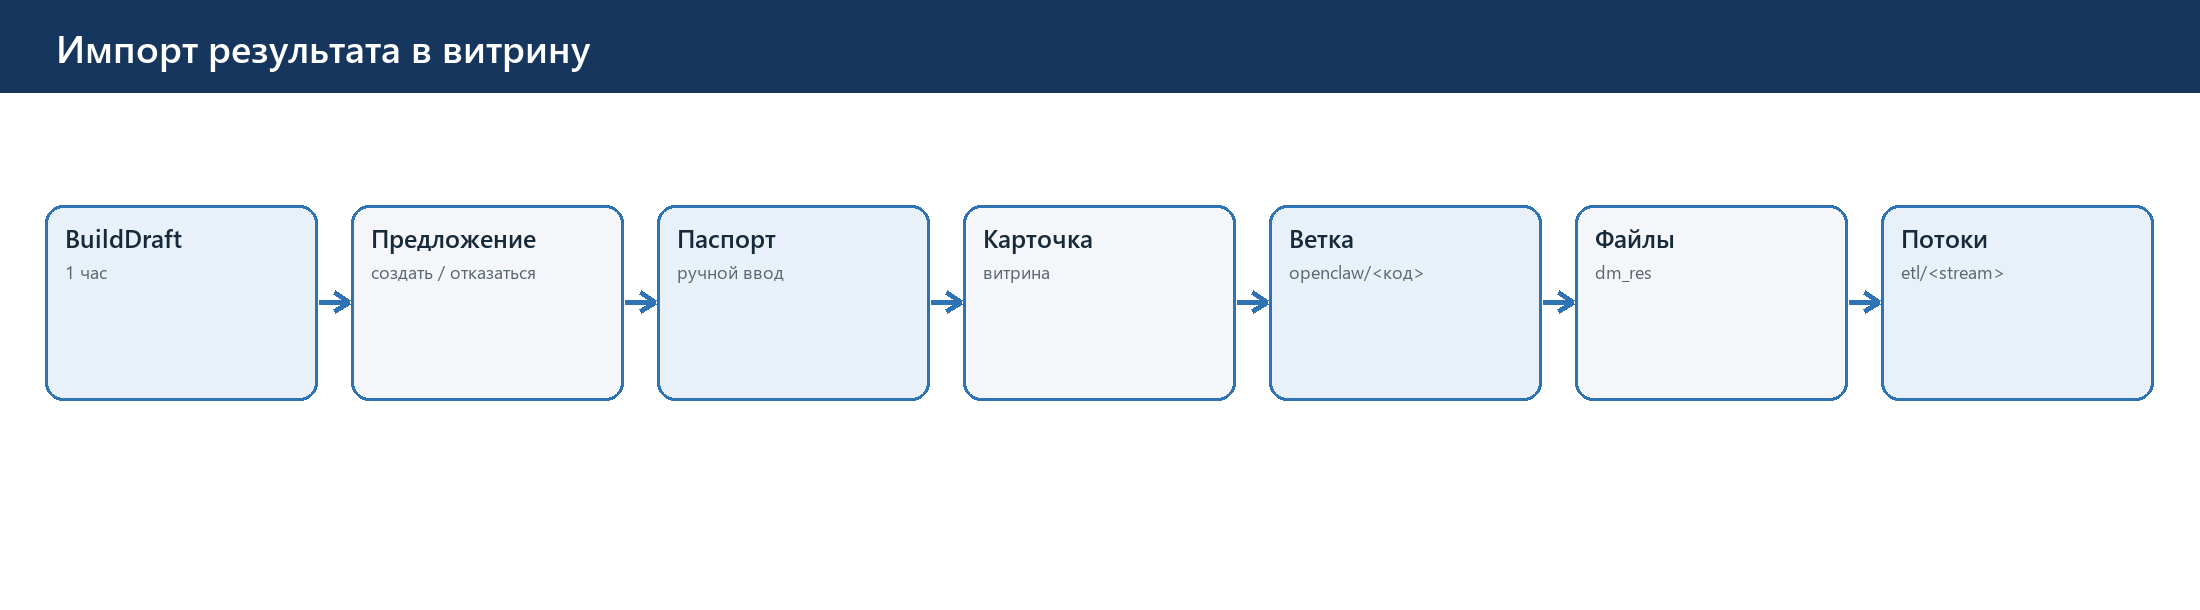 Импорт результата в витрину
BuildDraft
1 час
Предложение
создать / отказаться
Паспорт
ручной ввод
Карточка
витрина
Ветка
openclaw/<код>
Файлы
dm_res
Потоки
etl/<stream>